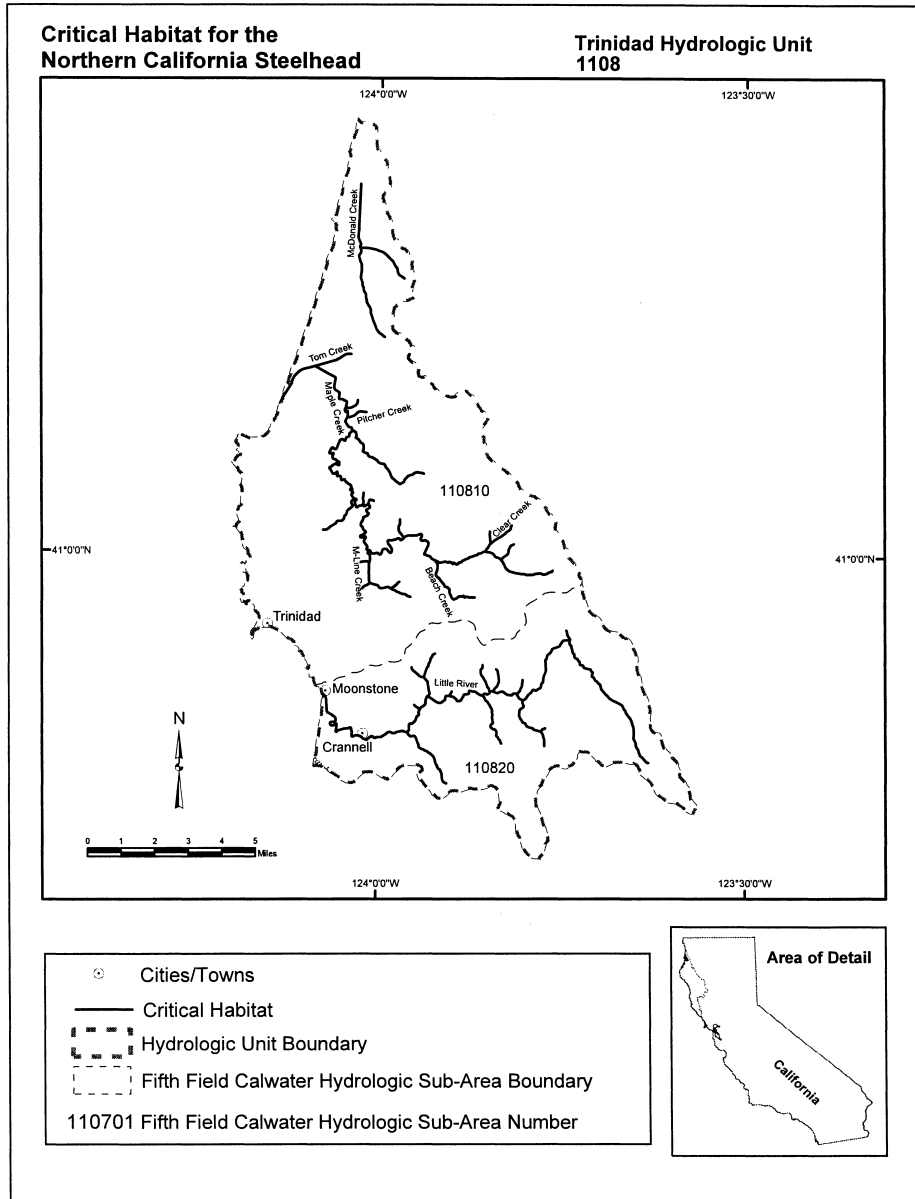 Critical Habitat for the
Northern California Steelhead
Trinidad Hydrologic Unit
1108
124°0'0"W
123°30'0"W
McDonald Creek
Tom Creek
Maple Creek
Pitcher Creek
110810
Clear Creek
41°0'0"N
41°0'0"N
M-Line Creek
Beach Creek
Trinidad
Moonstone
Little River
Crannell
110820
N
0 1 2 3 4 5
Miles
124°0'0"W
123°30'0"W
Cities/Towns
Critical Habitat
Hydrologic Unit Boundary
Fifth Field Calwater Hydrologic Sub-Area Boundary
110701 Fifth Field Calwater Hydrologic Sub-Area Number
Area of Detail
California